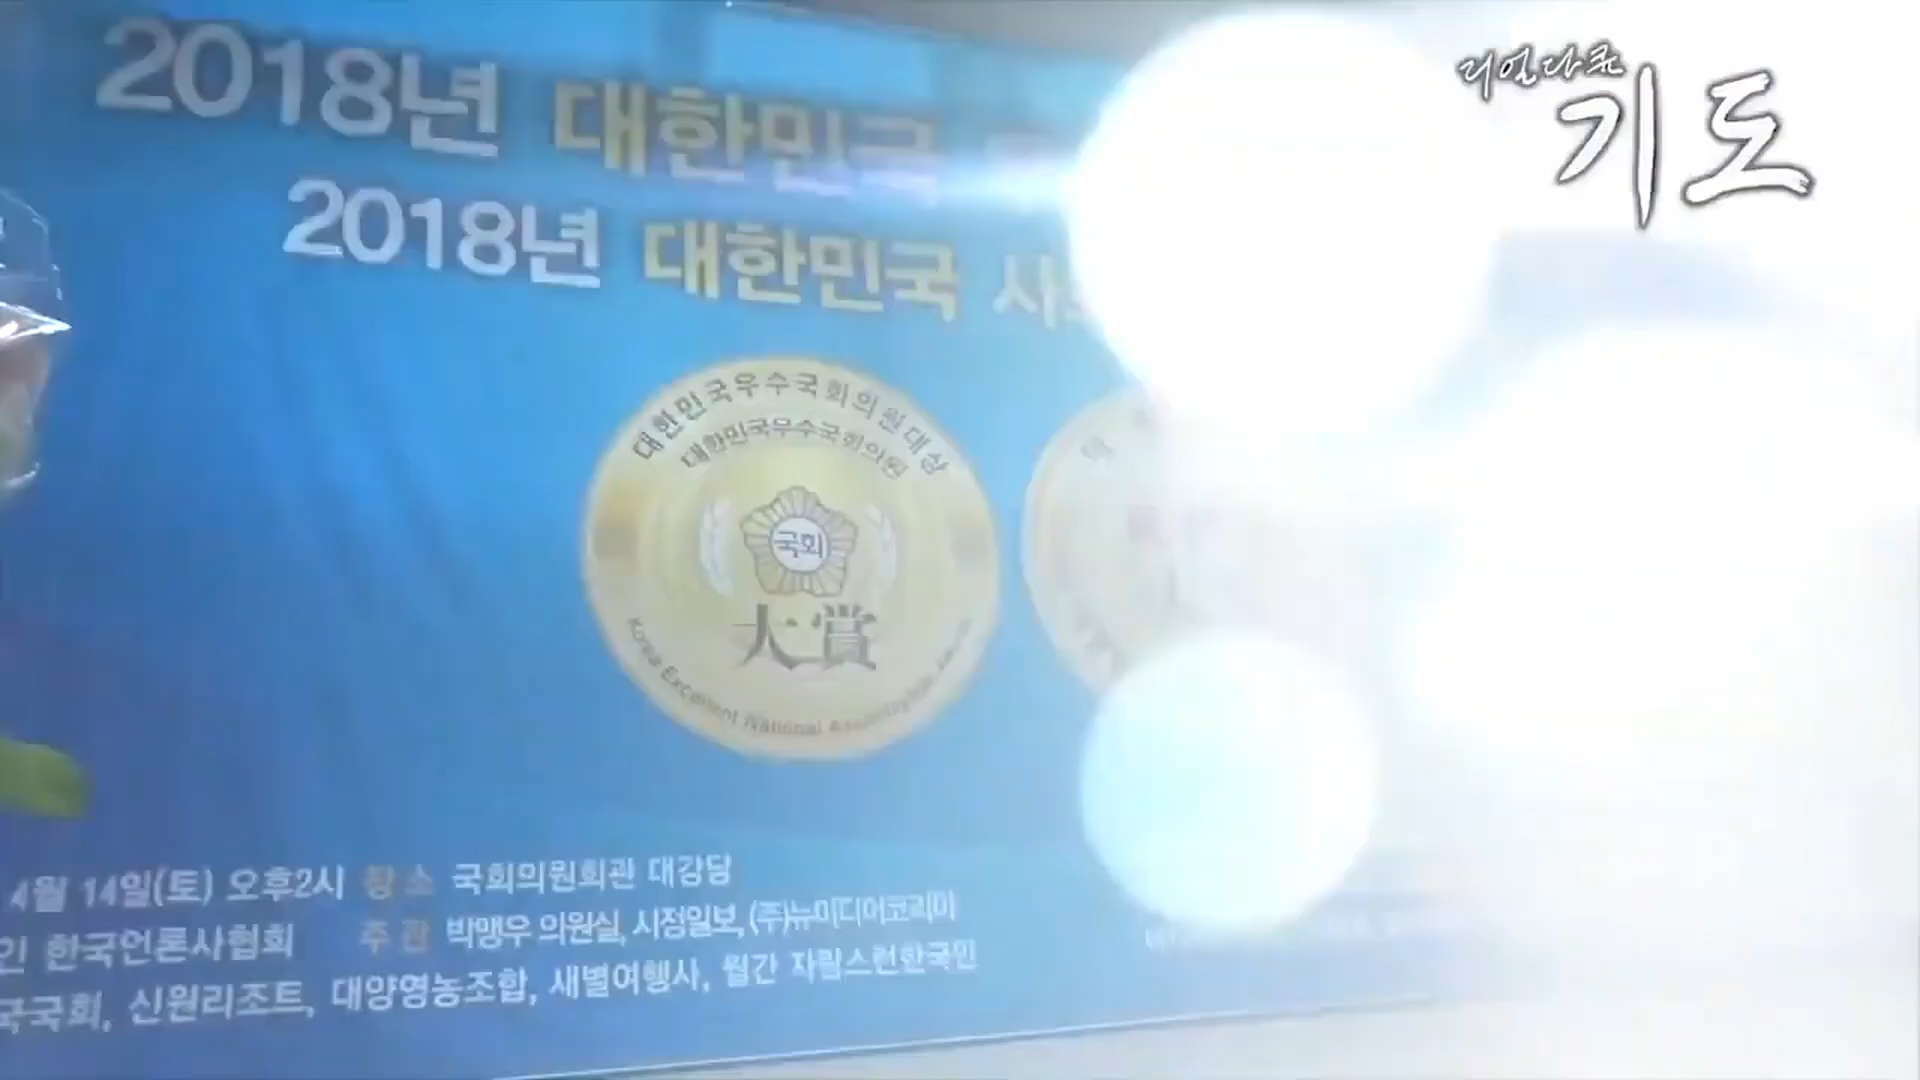 리얼다큐
기도
2018년 대한민국
2018년 대한민국
대한민국우수국회의원대상
대한민국우수국회의원
국회
大賞
Korea Excellent National
4월 14일(토) 오후2시 장소 국회의원회관 대강당
인 한국언론사협회 주관 박맹우 의원실, 시정일보, (주)뉴미디어코리아
국국회, 신원리조트, 대양영농조합, 새별여행사, 월간 자랑스런한국인